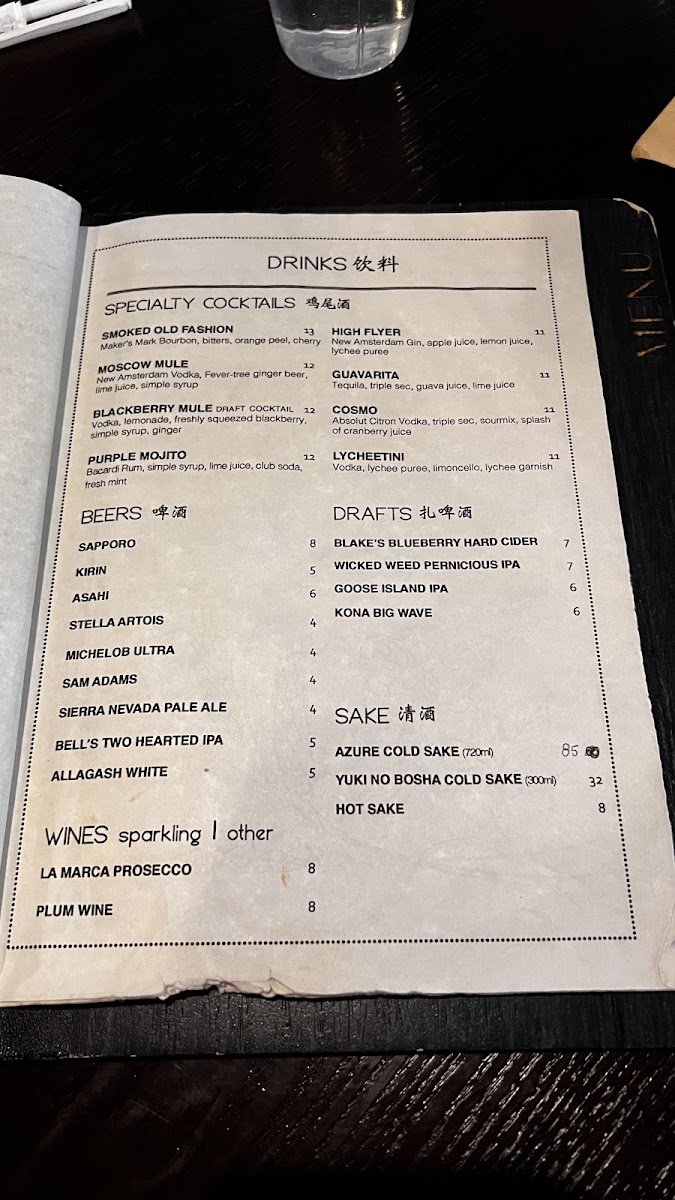 MENU
DRINKS 饮料
SPECIALTY COCKTAILS 鸡尾酒
SMOKED OLD FASHION 13
Maker's Mark Bourbon, bitters, orange peel, cherry
MOSCOW MULE 12
New Amsterdam Vodka, Fever-tree ginger beer,
lime juice, simple syrup
BLACKBERRY MULE DRAFT COCKTAIL 12
Vodka, lemonade, freshly squeezed blackberry,
simple syrup, ginger
PURPLE MOJITO 12
Bacardi Rum, simple syrup, lime juice, club soda,
fresh mint
HIGH FLYER 11
New Amsterdam Gin, apple juice, lemon juice,
lychee puree
GUAVARITA 11
Tequila, triple sec, guava juice, lime juice
COSMO 11
Absolut Citron Vodka, triple sec, sourmix, splash
of cranberry juice
LYCHEETINI 11
Vodka, lychee puree, limoncello, lychee garnish
BEERS 啤酒
SAPPORO 8
KIRIN 5
ASAHI 6
STELLA ARTOIS 4
MICHELOB ULTRA 4
SAM ADAMS 4
SIERRA NEVADA PALE ALE 4
BELL'S TWO HEARTED IPA 5
ALLAGASH WHITE 5
WINES sparkling | other
LA MARCA PROSECCO 8
PLUM WINE 8
DRAFTS 扎啤酒
BLAKE'S BLUEBERRY HARD CIDER 7
WICKED WEED PERNICIOUS IPA 7
GOOSE ISLAND IPA 6
KONA BIG WAVE 6
SAKE 清酒
AZURE COLD SAKE (720ml) 85
YUKI NO BOSHA COLD SAKE (300ml) 32
HOT SAKE 8